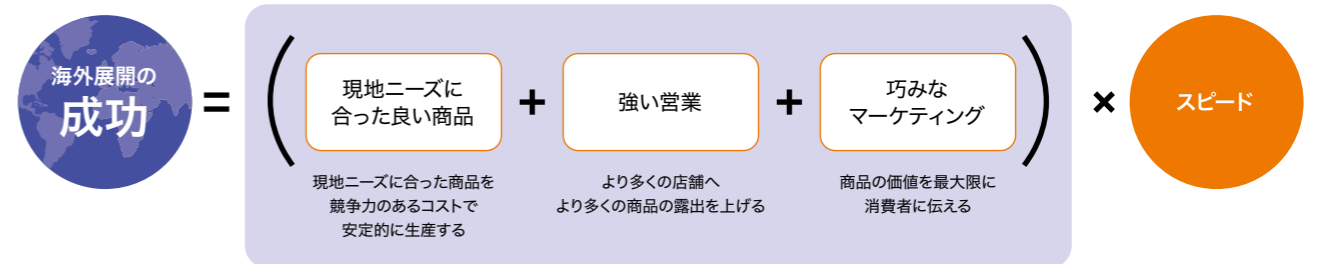 海外展開の
成功
=
(
現地ニーズに
合った良い商品
+
強い営業
+
巧みな
マーケティング
)
×
スピード
現地ニーズに合った商品を
競争力のあるコストで
安定的に生産する
より多くの店舗へ
より多くの商品の露出を上げる
商品の価値を最大限に
消費者に伝える